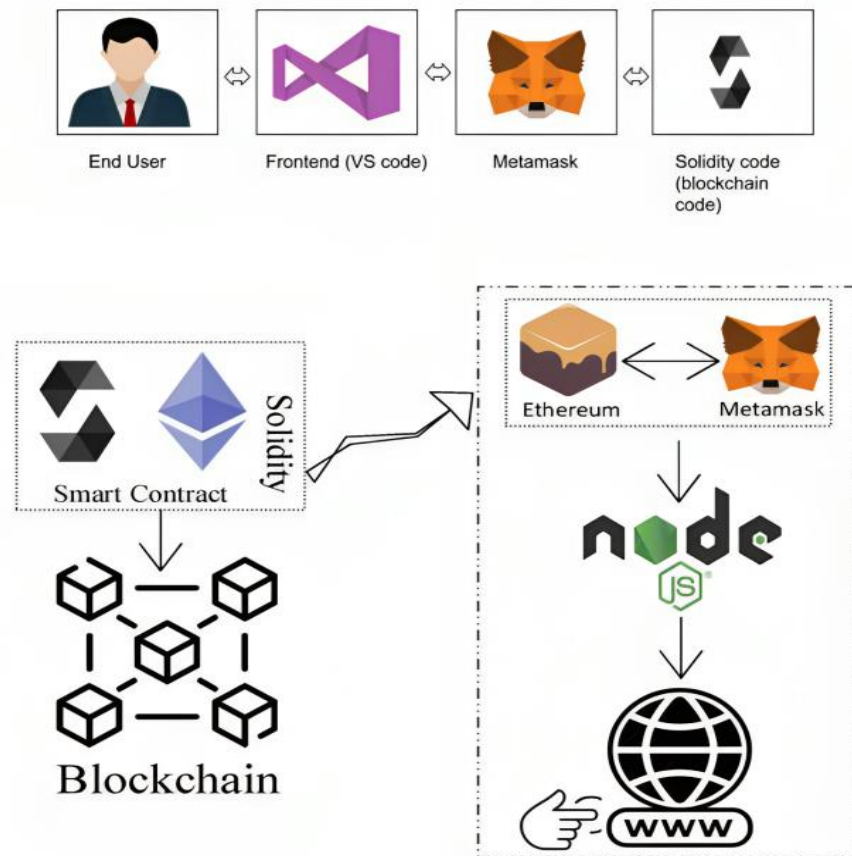 End User
Frontend (VS code)
Metamask
Solidity code
(blockchain
code)
Solidity
Smart Contract
Ethereum
Metamask
node
JS
Blockchain
www